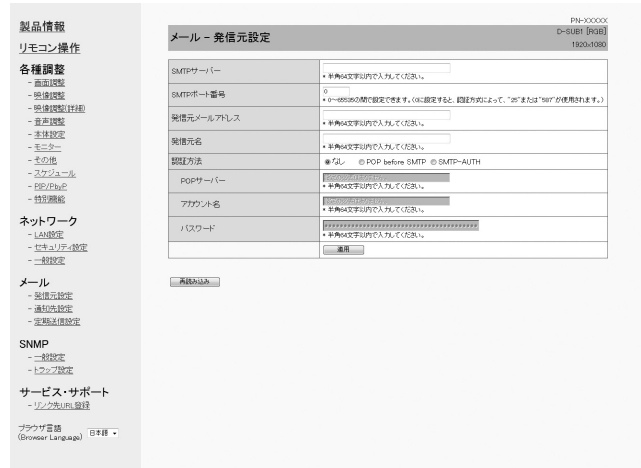 製品情報
リモコン操作
各種調整
- 画面調整
- 映像調整
- 映像調整(詳細)
- 音声調整
- 本体設定
- モニター
- その他
- スケジュール
- PIP/PbyP
- 特別機能
ネットワーク
- LAN設定
- セキュリティ設定
- 一般設定
メール
- 発信元設定
- 通知先設定
- 定期送信設定
SNMP
- 一般設定
- トラップ設定
サービス・サポート
- リンク先URL登録
ブラウザ言語
(Browser Language) 日本語
PN-XXXXX
メール - 発信元設定
D-SUB1 [RGB]
1920x1080
SMTPサーバー
* 半角64文字以内で入力してください。
SMTPポート番号
0
* 0～65535の間で設定できます。(0に設定すると、認証方式によって、"25"または"587"が使用されます。)
発信元メールアドレス
* 半角64文字以内で入力してください。
発信元名
* 半角64文字以内で入力してください。
認証方法
なし POP before SMTP SMTP-AUTH
POPサーバー
* 半角64文字以内で入力してください。
アカウント名
* 半角64文字以内で入力してください。
パスワード
* 半角64文字以内で入力してください。
適用
再読み込み